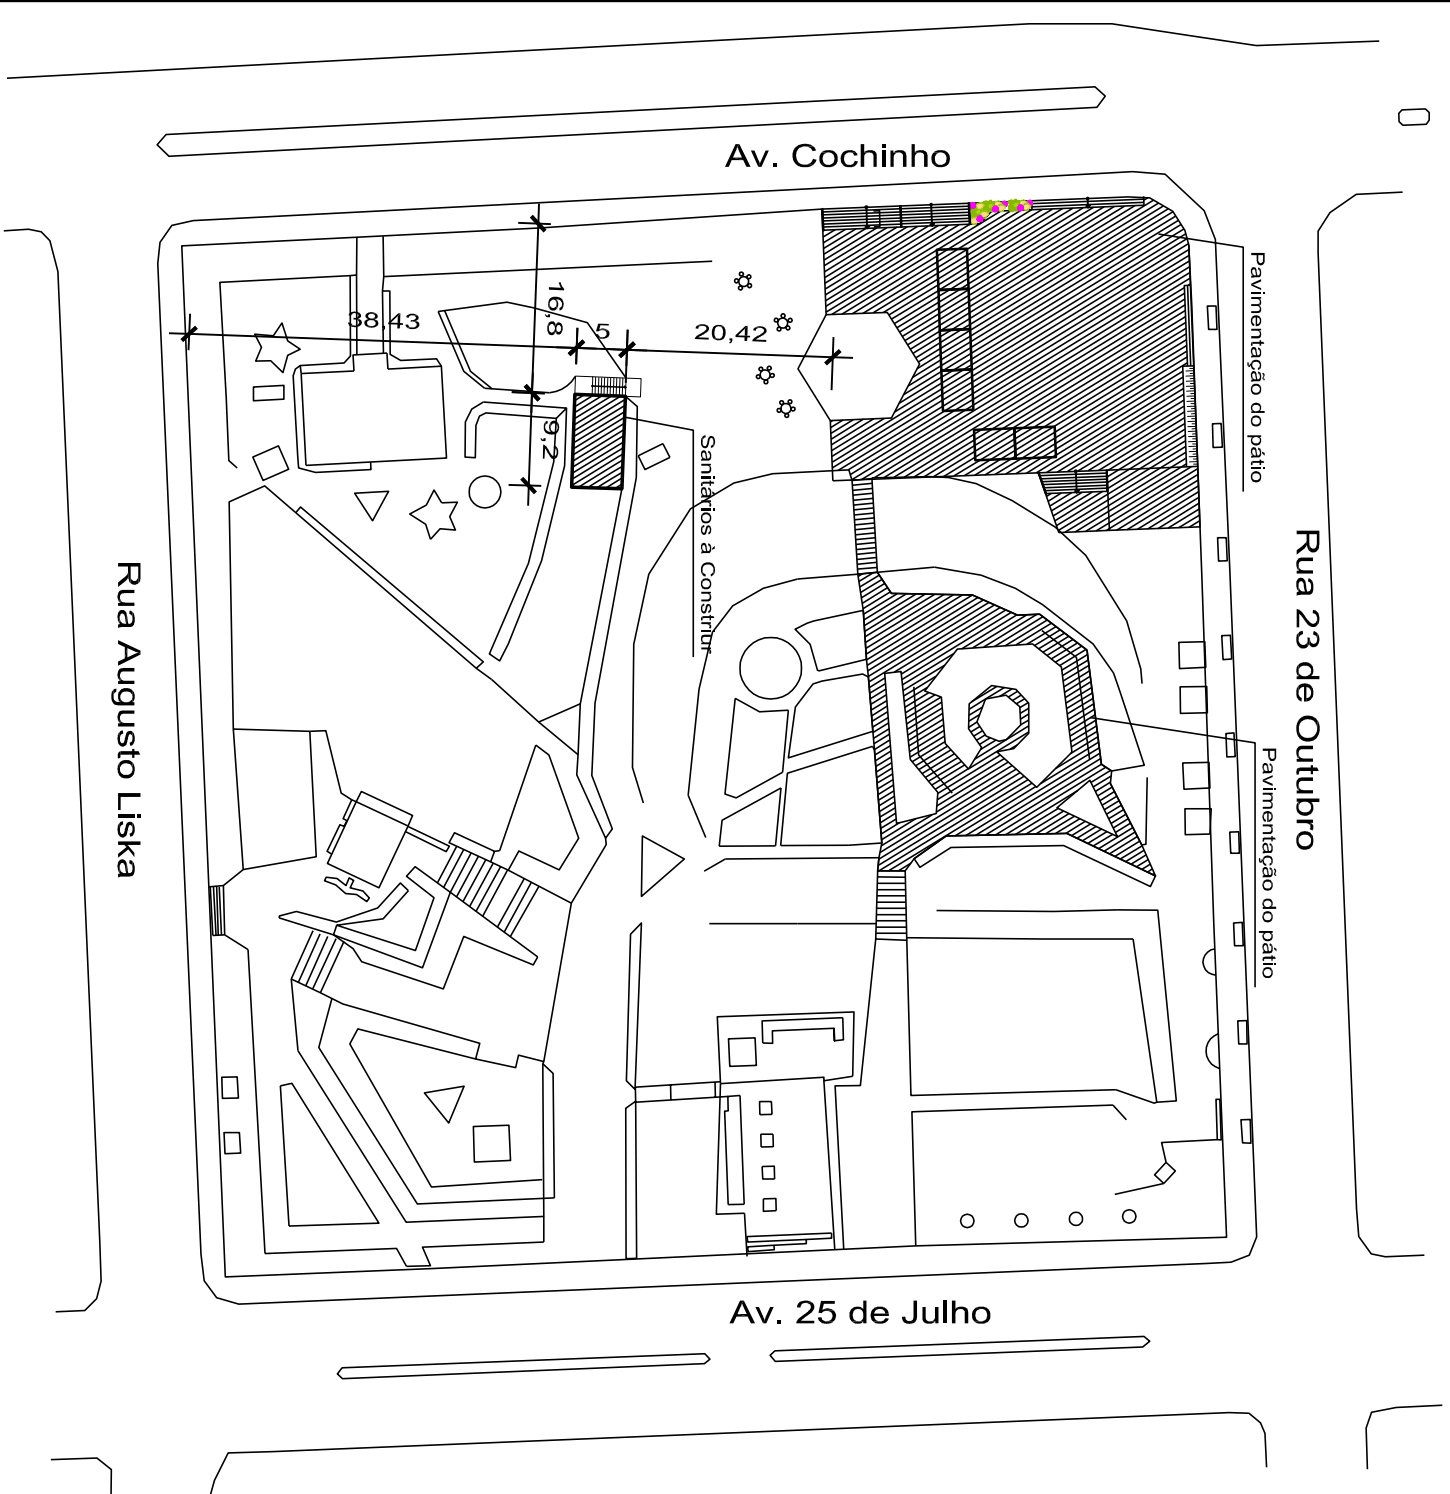 Av. Cochinho
Pavimentação do pátio
16,8
38,43
5
20,42
9,2
Sanitários à Constriur
Rua Augusto Liska
Rua 23 de Outubro
Pavimentação do pátio
Av. 25 de Julho